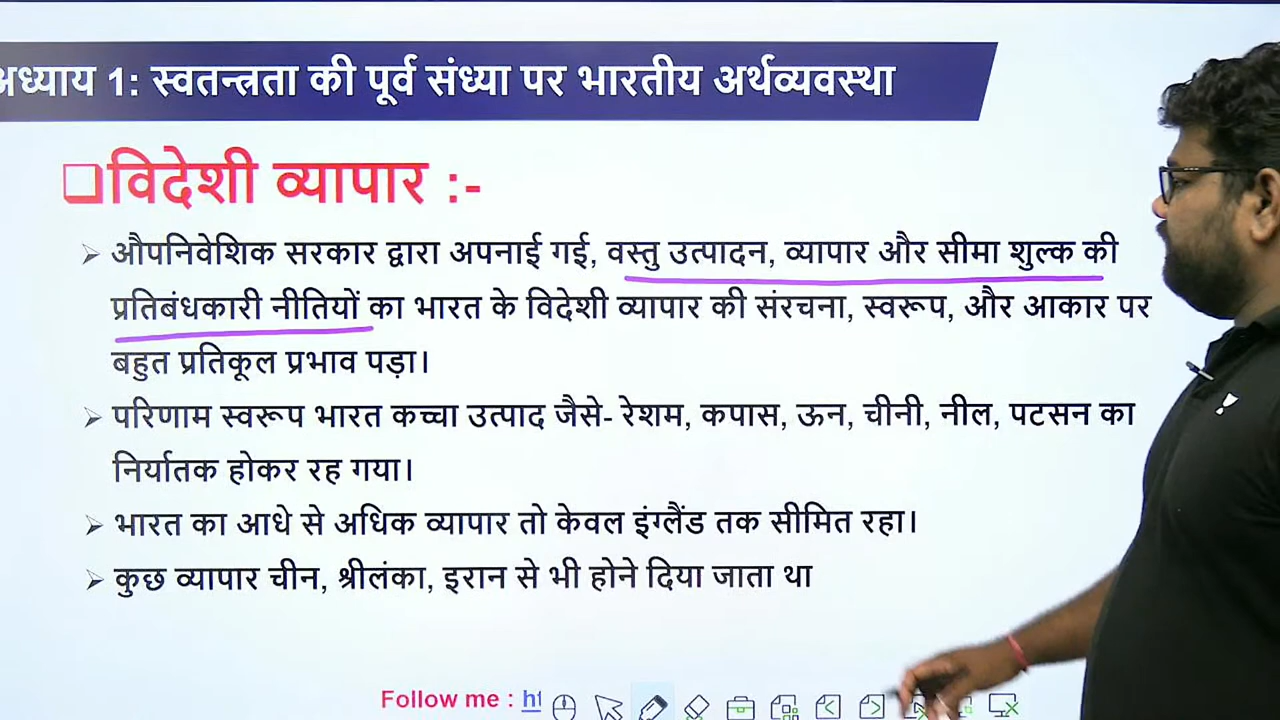 अध्याय 1: स्वतन्त्रता की पूर्व संध्या पर भारतीय अर्थव्यवस्था
विदेशी व्यापार :-
औपनिवेशिक सरकार द्वारा अपनाई गई, वस्तु उत्पादन, व्यापार और सीमा शुल्क की
प्रतिबंधकारी नीतियों का भारत के विदेशी व्यापार की संरचना, स्वरूप, और आकार पर
बहुत प्रतिकूल प्रभाव पड़ा।
परिणाम स्वरूप भारत कच्चा उत्पाद जैसे- रेशम, कपास, ऊन, चीनी, नील, पटसन का
निर्यातक होकर रह गया।
भारत का आधे से अधिक व्यापार तो केवल इंग्लैंड तक सीमित रहा।
कुछ व्यापार चीन, श्रीलंका, इरान से भी होने दिया जाता था
Follow me :